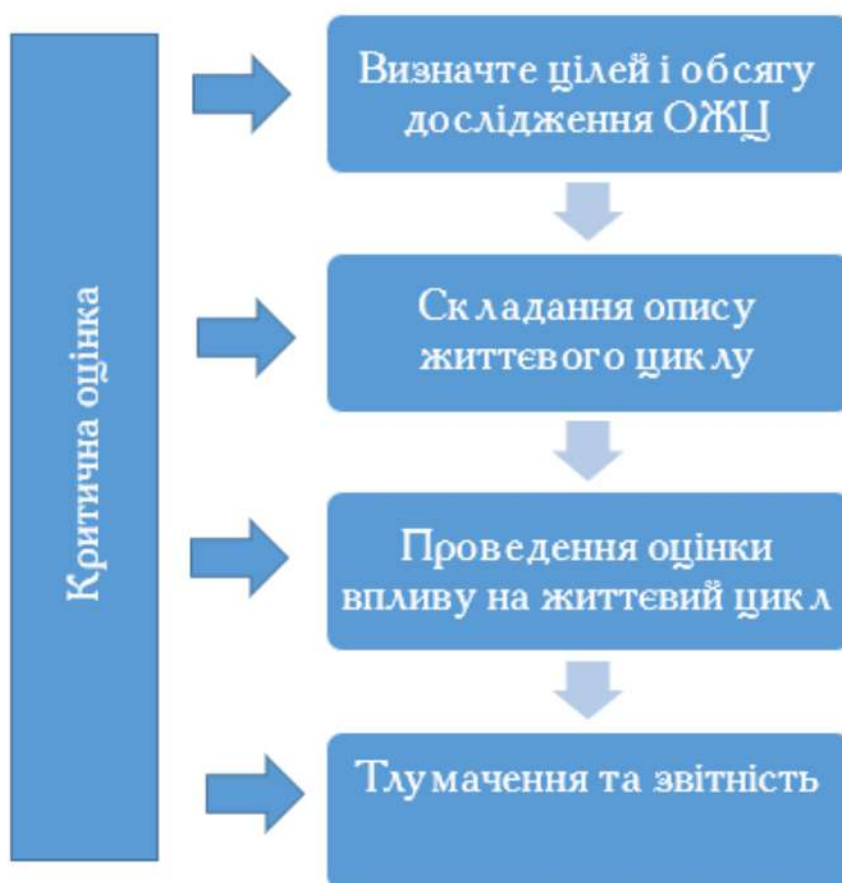 Критична оцінка
Визначте цілей і обсягу
дослідження ОЖЦ
Складання опису
життєвого циклу
Проведення оцінки
впливу на життєвий цикл
Тлумачення та звітність